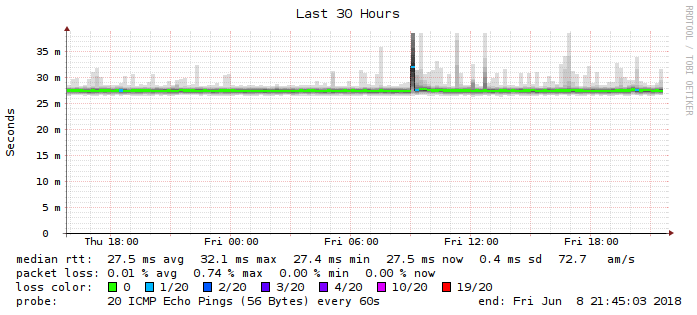 Last 30 Hours
RRDTOOL / TOBI OETIKER
Seconds
35 m
30 m
25 m
20 m
15 m
10 m
5 m
0
Thu 18:00 Fri 00:00 Fri 06:00 Fri 12:00 Fri 18:00
median rtt: 27.5 ms avg 32.1 ms max 27.4 ms min 27.5 ms now 0.4 ms sd 72.7 am/s
packet loss: 0.01 % avg 0.74 % max 0.00 % min 0.00 % now
loss color: 0 1/20 2/20 3/20 4/20 10/20 19/20
probe: 20 ICMP Echo Pings (56 Bytes) every 60s end: Fri Jun 8 21:45:03 2018